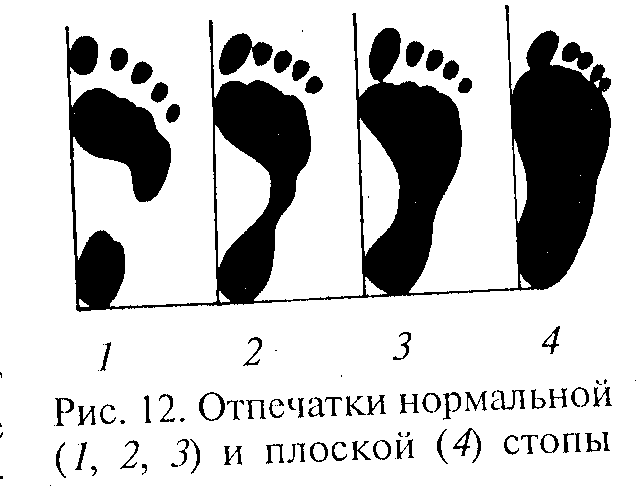 1 2 3 4
Рис. 12. Отпечатки нормальной
(1, 2, 3) и плоской (4) стопы